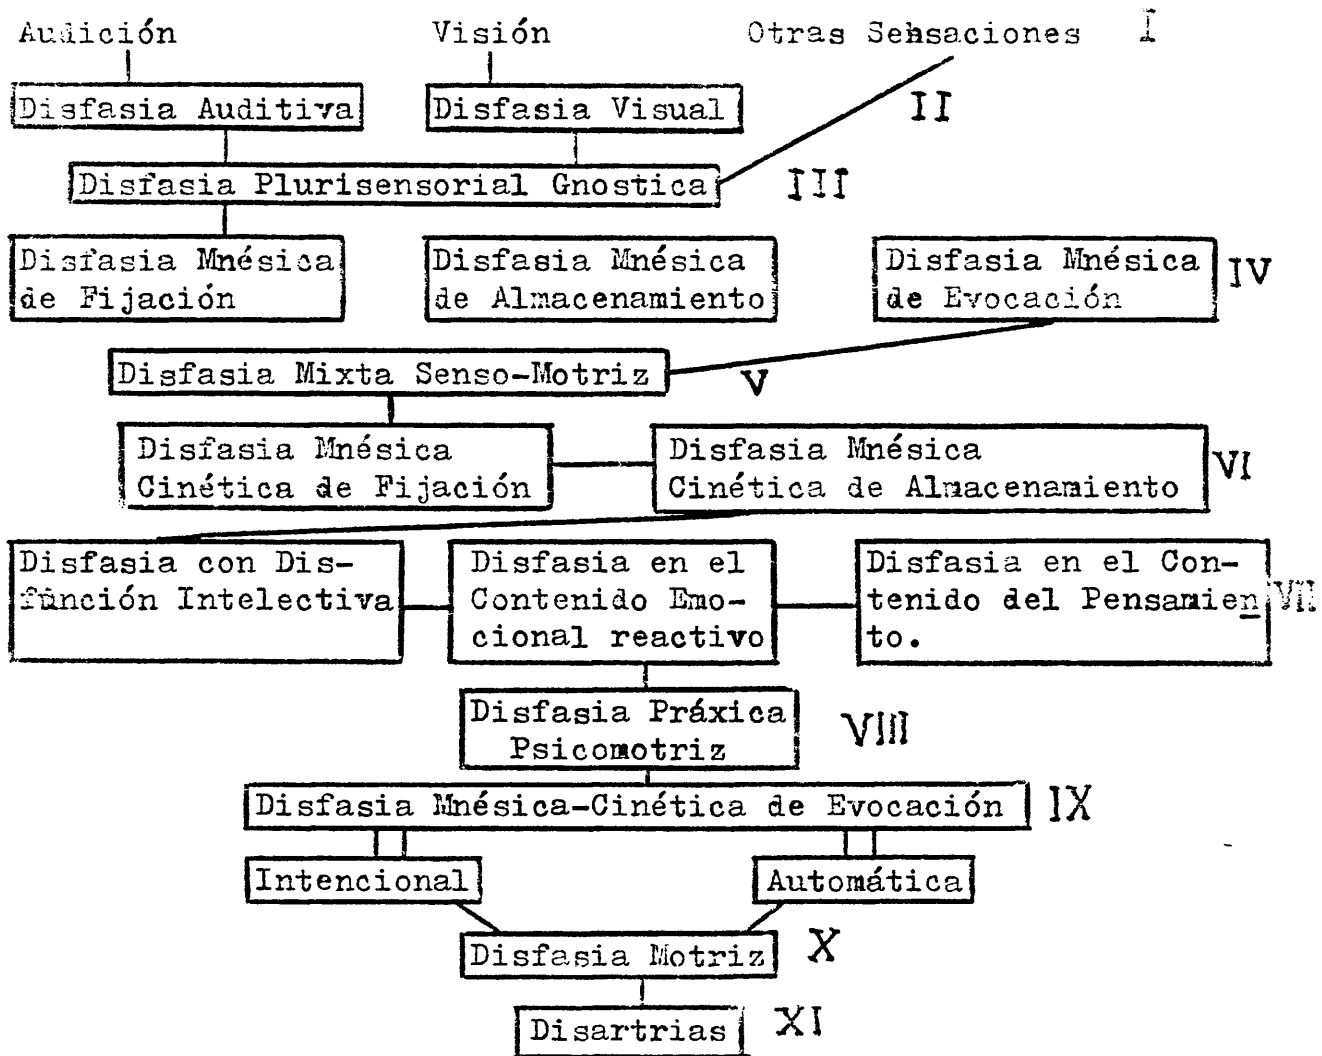 Audición Visión Otras Sensaciones I
Disfasia Auditiva Disfasia Visual II
Disfasia Plurisensorial Gnostica III
Disfasia Mnésica Disfasia Mnésica Disfasia Mnésica IV
de Fijación de Almacenamiento de Evocación
Disfasia Mixta Senso-Motriz V
Disfasia Mnésica Disfasia Mnésica VI
Cinética de Fijación Cinética de Almacenamiento
Disfasia con Dis- Disfasia en el Disfasia en el Con-
función Intelectiva Contenido Emo- tenido del Pensamien VII
cional reactivo to.
Disfasia Práxica VIII
Psicomotriz
Disfasia Mnésica-Cinética de Evocación IX
Intencional Automática
Disfasia Motriz X
Disartrias XI